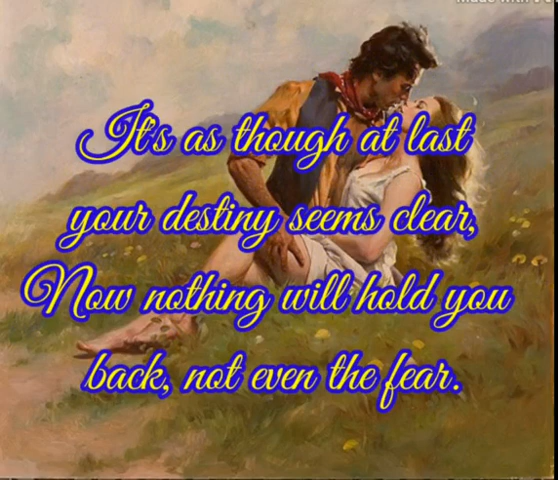 It's as though at last
your destiny seems clear,
Now nothing will hold you
back, not even the fear.